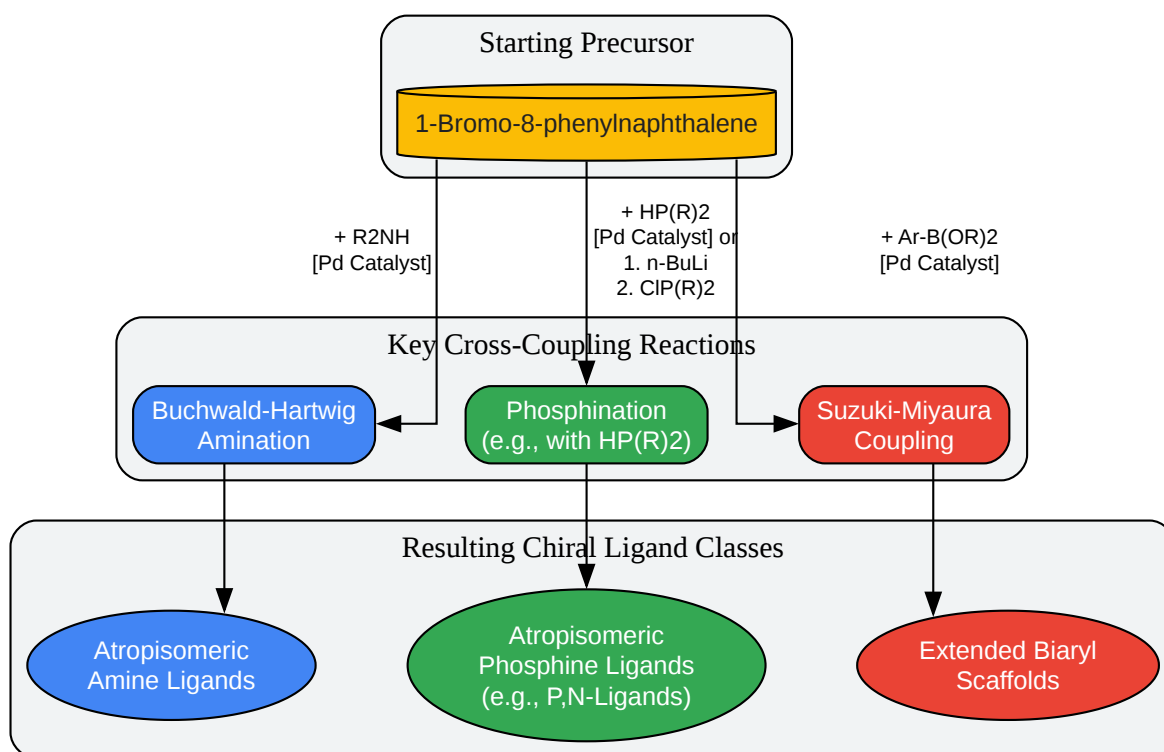 Starting Precursor
1-Bromo-8-phenylnaphthalene
+ R2NH
[Pd Catalyst]
+ HP(R)2
[Pd Catalyst] or
1. n-BuLi
2. ClP(R)2
+ Ar-B(OR)2
[Pd Catalyst]
Key Cross-Coupling Reactions
Buchwald-Hartwig
Amination
Phosphination
(e.g., with HP(R)2)
Suzuki-Miyaura
Coupling
Resulting Chiral Ligand Classes
Atropisomeric
Amine Ligands
Atropisomeric
Phosphine Ligands
(e.g., P,N-Ligands)
Extended Biaryl
Scaffolds